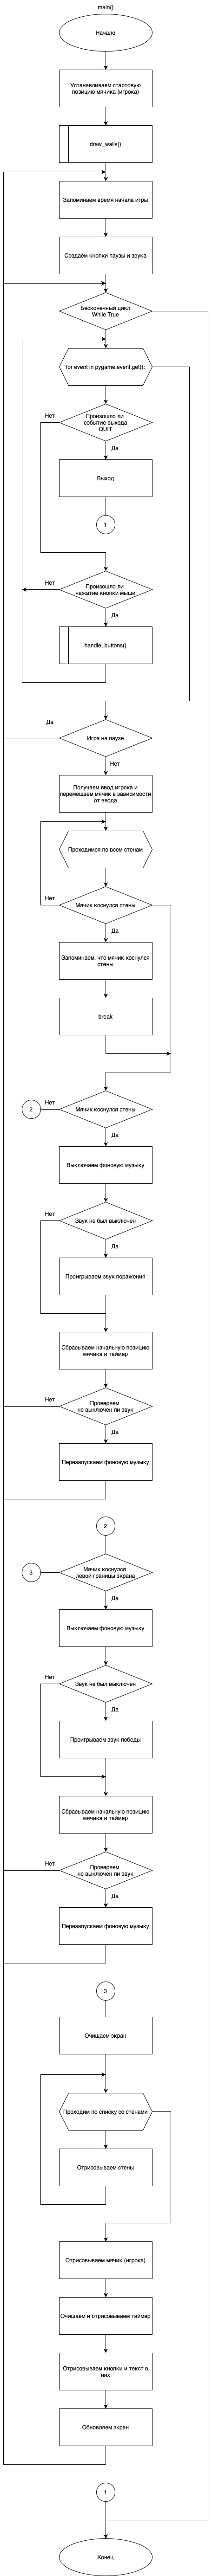 main()
Начало
Устанавливаем стартовую
позицию мячика (игрока)
draw_walls()
Запоминаем время начала игры
Создаём кнопки паузы и звука
Бесконечный цикл
While True
for event in pygame.event.get():
Произошло ли
событие выхода
QUIT
Нет
Да
Выход
1
Произошло ли
нажатие кнопки мыши
Нет
Да
handle_buttons()
Да
Игра на паузе
Нет
Получаем ввод игрока и
перемещаем мячик в зависимости
от ввода
Проходимся по всем стенам
Нет
Мячик коснулся стены
Да
Запоминаем, что мячик коснулся
стены
break
2
Нет
Мячик коснулся стены
Да
Выключаем фоновую музыку
Нет
Звук не был выключен
Да
Проигрываем звук поражения
Сбрасываем начальную позицию
мячика и таймер
Нет
Проверяем
не выключен ли звук
Да
Перезапускаем фоновую музыку
2
3
Мячик коснулся
левой границы экрана
Да
Выключаем фоновую музыку
Нет
Звук не был выключен
Да
Проигрываем звук победы
Сбрасываем начальную позицию
мячика и таймер
Нет
Проверяем
не выключен ли звук
Да
Перезапускаем фоновую музыку
3
Очищаем экран
Проходим по списку со стенами
Отрисовываем стены
Отрисовываем мячик (игрока)
Очищаем и отрисовываем таймер
Отрисовываем кнопки и текст в
них
Обновляем экран
1
Конец